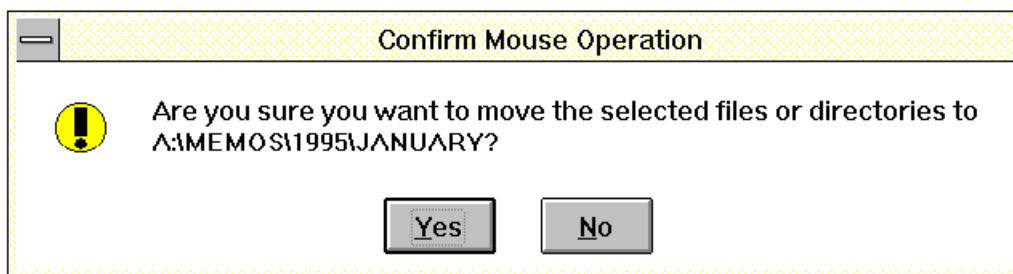 Confirm Mouse Operation
Are you sure you want to move the selected files or directories to
A:\MEMOS\1995\JANUARY?
Yes No